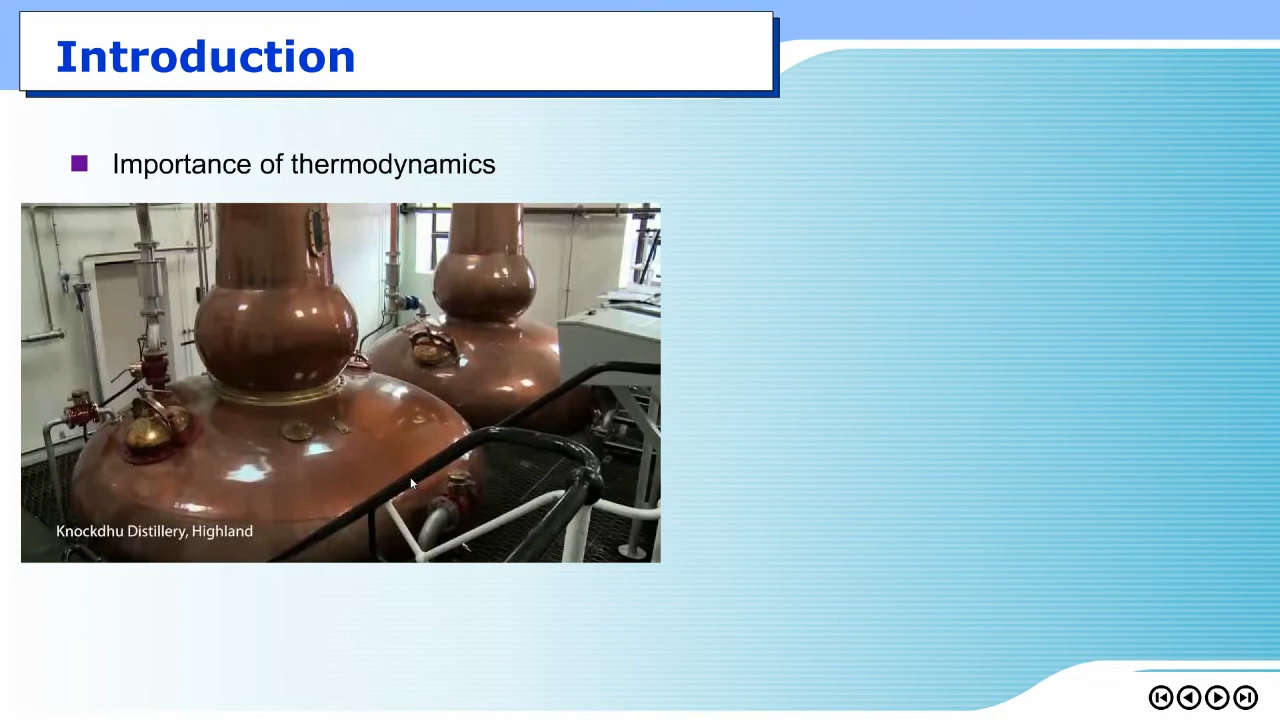 Introduction
Importance of thermodynamics
Knockdhu Distillery, Highland